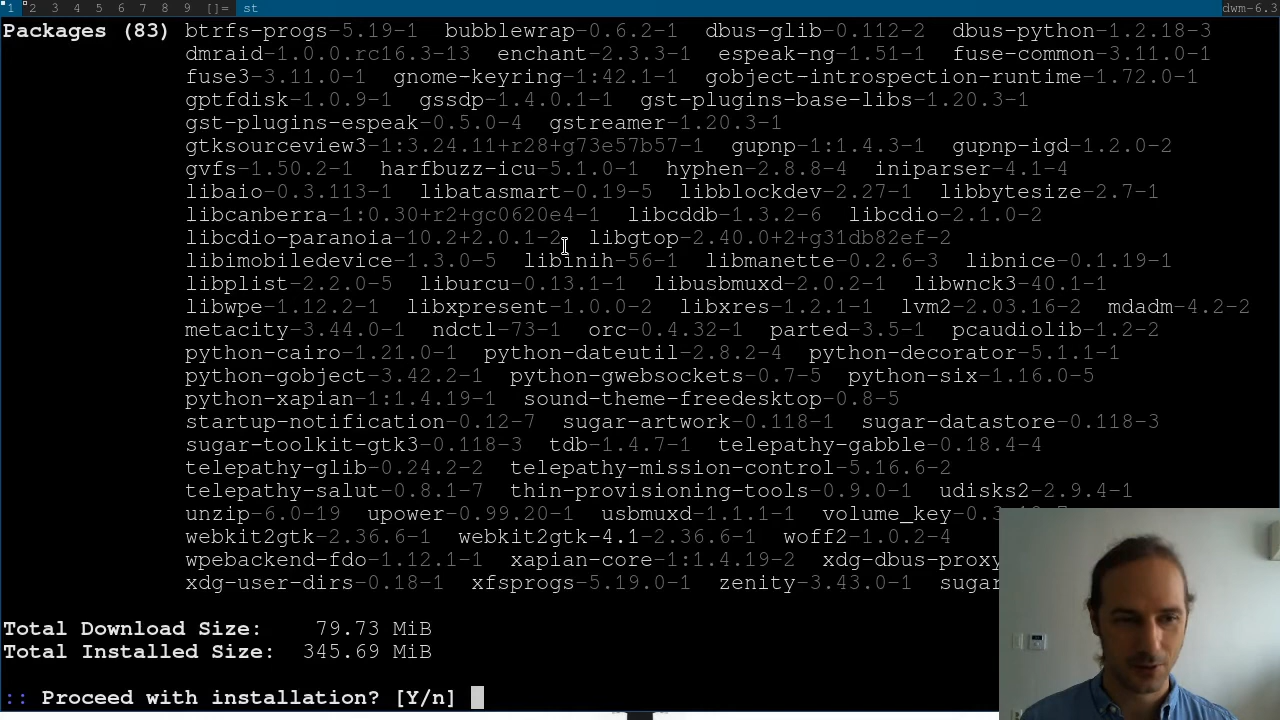 1 2 3 4 5 6 7 8 9 []= st dwm-6.3
Packages (83) btrfs-progs-5.19-1 bubblewrap-0.6.2-1 dbus-glib-0.112-2 dbus-python-1.2.18-3
dmraid-1.0.0.rc16.3-13 enchant-2.3.3-1 espeak-ng-1.51-1 fuse-common-3.11.0-1
fuse3-3.11.0-1 gnome-keyring-1:42.1-1 gobject-introspection-runtime-1.72.0-1
gptfdisk-1.0.9-1 gssdp-1.4.0.1-1 gst-plugins-base-libs-1.20.3-1
gst-plugins-espeak-0.5.0-4 gstreamer-1.20.3-1
gtksourceview3-1:3.24.11+r28+g73e57b57-1 gupnp-1:1.4.3-1 gupnp-igd-1.2.0-2
gvfs-1.50.2-1 harfbuzz-icu-5.1.0-1 hyphen-2.8.8-4 iniparser-4.1-4
libaio-0.3.113-1 libatasmart-0.19-5 libblockdev-2.27-1 libbytesize-2.7-1
libcanberra-1:0.30+r2+gc0620e4-1 libcddb-1.3.2-6 libcdio-2.1.0-2
libcdio-paranoia-10.2+2.0.1-2 libgtop-2.40.0+2+g31db82ef-2
libimobiledevice-1.3.0-5 libinih-56-1 libmanette-0.2.6-3 libnice-0.1.19-1
libplist-2.2.0-5 liburcu-0.13.1-1 libusbmuxd-2.0.2-1 libwnck3-40.1-1
libwpe-1.12.2-1 libxpresent-1.0.0-2 libxres-1.2.1-1 lvm2-2.03.16-2 mdadm-4.2-2
metacity-3.44.0-1 ndctl-73-1 orc-0.4.32-1 parted-3.5-1 pcaudiolib-1.2-2
python-cairo-1.21.0-1 python-dateutil-2.8.2-4 python-decorator-5.1.1-1
python-gobject-3.42.2-1 python-gwebsockets-0.7-5 python-six-1.16.0-5
python-xapian-1:1.4.19-1 sound-theme-freedesktop-0.8-5
startup-notification-0.12-7 sugar-artwork-0.118-1 sugar-datastore-0.118-3
sugar-toolkit-gtk3-0.118-3 tdb-1.4.7-1 telepathy-gabble-0.18.4-4
telepathy-glib-0.24.2-2 telepathy-mission-control-5.16.6-2
telepathy-salut-0.8.1-7 thin-provisioning-tools-0.9.0-1 udisks2-2.9.4-1
unzip-6.0-19 upower-0.99.20-1 usbmuxd-1.1.1-1 volume_key-0.3
webkit2gtk-2.36.6-1 webkit2gtk-4.1-2.36.6-1 woff2-1.0.2-4
wpebackend-fdo-1.12.1-1 xapian-core-1:1.4.19-2 xdg-dbus-proxy
xdg-user-dirs-0.18-1 xfsprogs-5.19.0-1 zenity-3.43.0-1 sugar
Total Download Size: 79.73 MiB
Total Installed Size: 345.69 MiB
:: Proceed with installation? [Y/n]